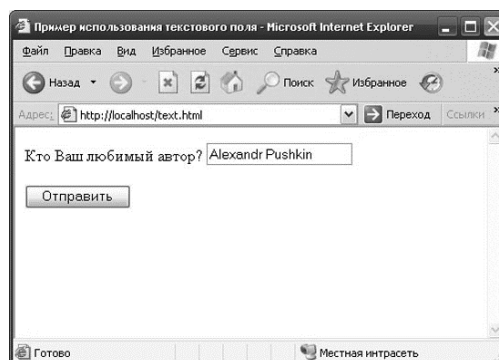 Пример использования текстового поля - Microsoft Internet Explorer
Файл Правка Вид Избранное Сервис Справка
Назад Поиск Избранное »
Адрес: http://localhost/text.html Переход Ссылки »
Кто Ваш любимый автор? Alexandr Pushkin
Отправить
Готово Местная интрасеть